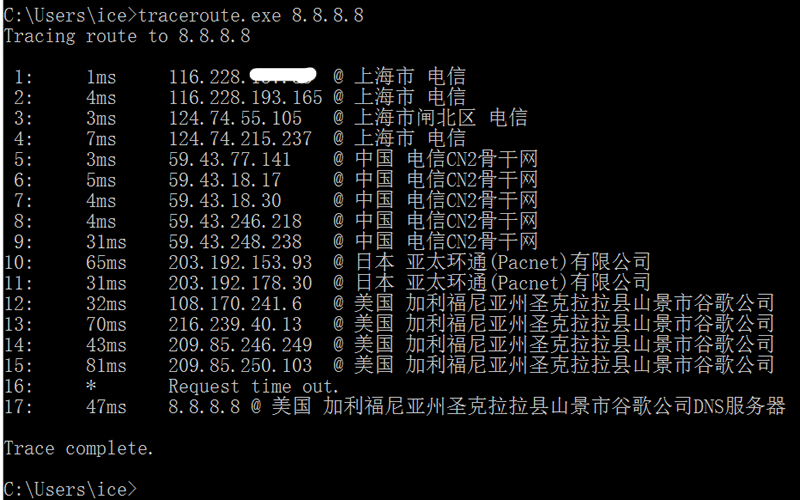 C:\Users\ice>traceroute.exe 8.8.8.8
Tracing route to 8.8.8.8
1: 1ms 116.228. @ 上海市 电信
2: 4ms 116.228.193.165 @ 上海市 电信
3: 3ms 124.74.55.105 @ 上海市闸北区 电信
4: 7ms 124.74.215.237 @ 上海市 电信
5: 3ms 59.43.77.141 @ 中国 电信CN2骨干网
6: 5ms 59.43.18.17 @ 中国 电信CN2骨干网
7: 4ms 59.43.18.30 @ 中国 电信CN2骨干网
8: 4ms 59.43.246.218 @ 中国 电信CN2骨干网
9: 31ms 59.43.248.238 @ 中国 电信CN2骨干网
10: 65ms 203.192.153.93 @ 日本 亚太环通(Pacnet)有限公司
11: 31ms 203.192.178.30 @ 日本 亚太环通(Pacnet)有限公司
12: 32ms 108.170.241.6 @ 美国 加利福尼亚州圣克拉拉县山景市谷歌公司
13: 70ms 216.239.40.13 @ 美国 加利福尼亚州圣克拉拉县山景市谷歌公司
14: 43ms 209.85.246.249 @ 美国 加利福尼亚州圣克拉拉县山景市谷歌公司
15: 81ms 209.85.250.103 @ 美国 加利福尼亚州圣克拉拉县山景市谷歌公司
16: * Request time out.
17: 47ms 8.8.8.8 @ 美国 加利福尼亚州圣克拉拉县山景市谷歌公司DNS服务器
Trace complete.
C:\Users\ice>